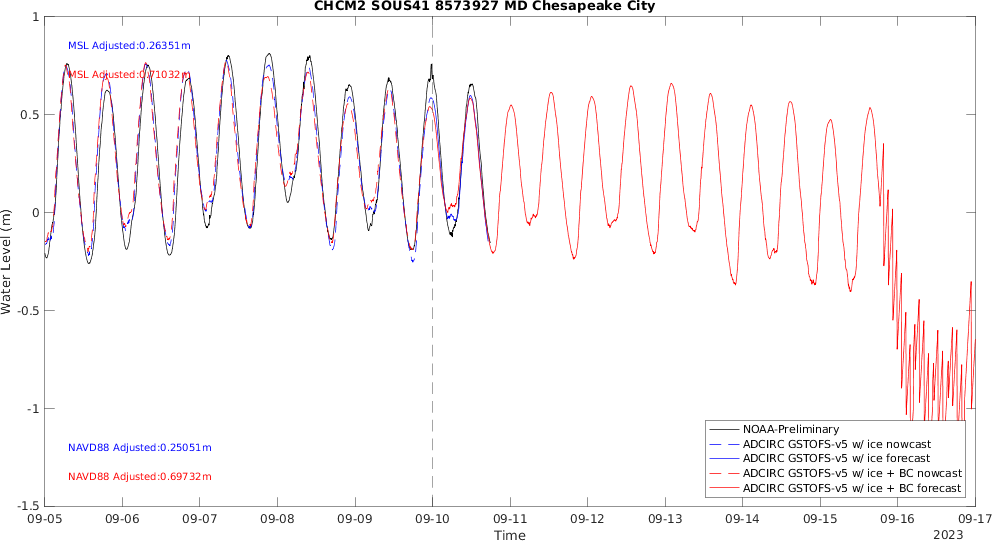 CHCM2 SOUS41 8573927 MD Chesapeake City
Water Level (m)
1
0.5
0
-0.5
-1
-1.5
MSL Adjusted:0.26351m
MSL Adjusted:0.71032m
NAVD88 Adjusted:0.25051m
NAVD88 Adjusted:0.69732m
NOAA-Preliminary
ADCIRC GSTOFS-v5 w/ ice nowcast
ADCIRC GSTOFS-v5 w/ ice forecast
ADCIRC GSTOFS-v5 w/ ice + BC nowcast
ADCIRC GSTOFS-v5 w/ ice + BC forecast
09-05 09-06 09-07 09-08 09-09 09-10 09-11 09-12 09-13 09-14 09-15 09-16 09-17
Time
2023